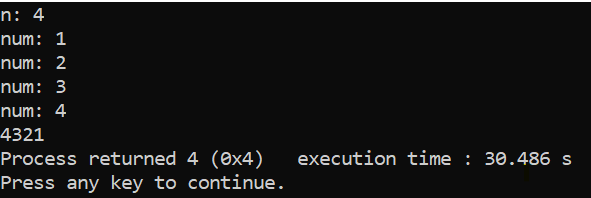 n: 4
num: 1
num: 2
num: 3
num: 4
4321
Process returned 4 (0x4)   execution time : 30.486 s
Press any key to continue.